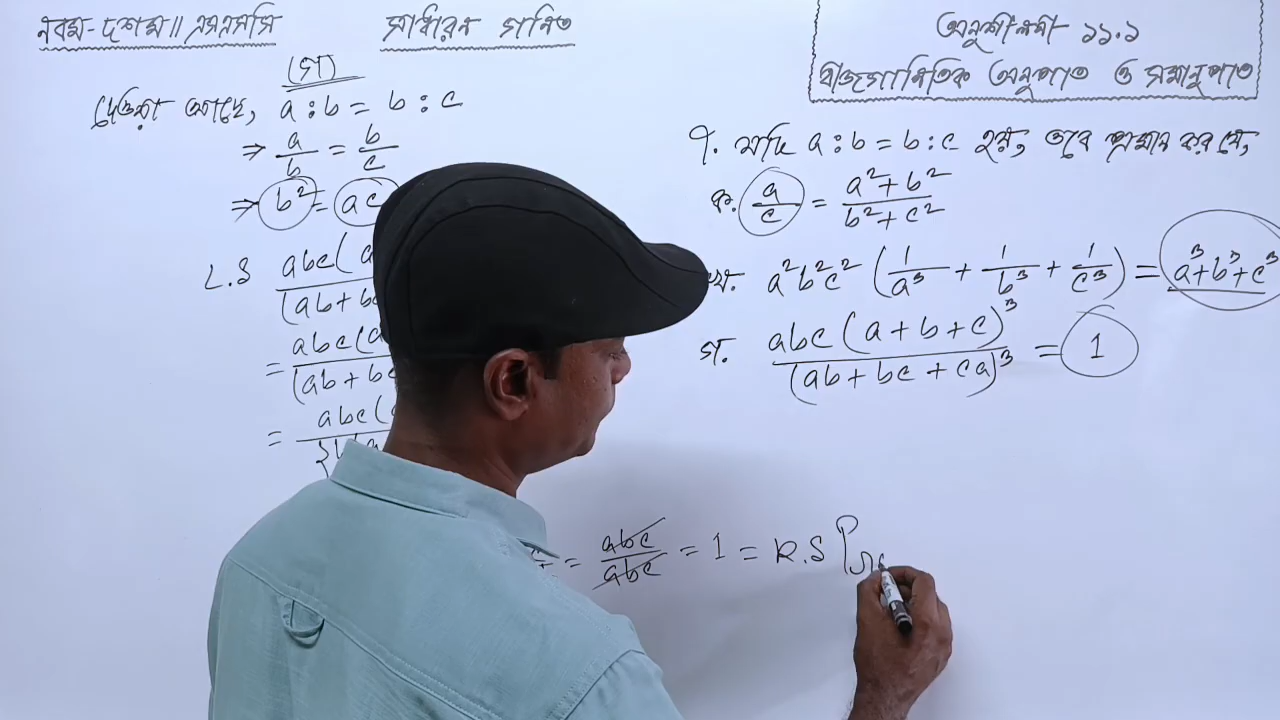 নবম-দশম॥এসএসসি
সাধারন গনিত
(গ)
দেওয়া আছে, a : b = b : c
⇒ a/b = b/c
⇒ b² = ac
L.S abc(a
(ab + bc
= abc(a
(ab + bc
= abc(
= abc/abc = 1 = R.S
অনুশীলনী ১১.১
বীজগানিতিক অনুপাত ও সমানুপাত
৭. যদি a : b = b : c হয়, তবে প্রমান কর যে,
ক. a/c = (a² + b²)/(b² + c²)
খ. a²b²c² (1/a³ + 1/b³ + 1/c³) = a³+b³+c³
গ. abc (a + b + c)³/(ab + bc + ca)³ = 1